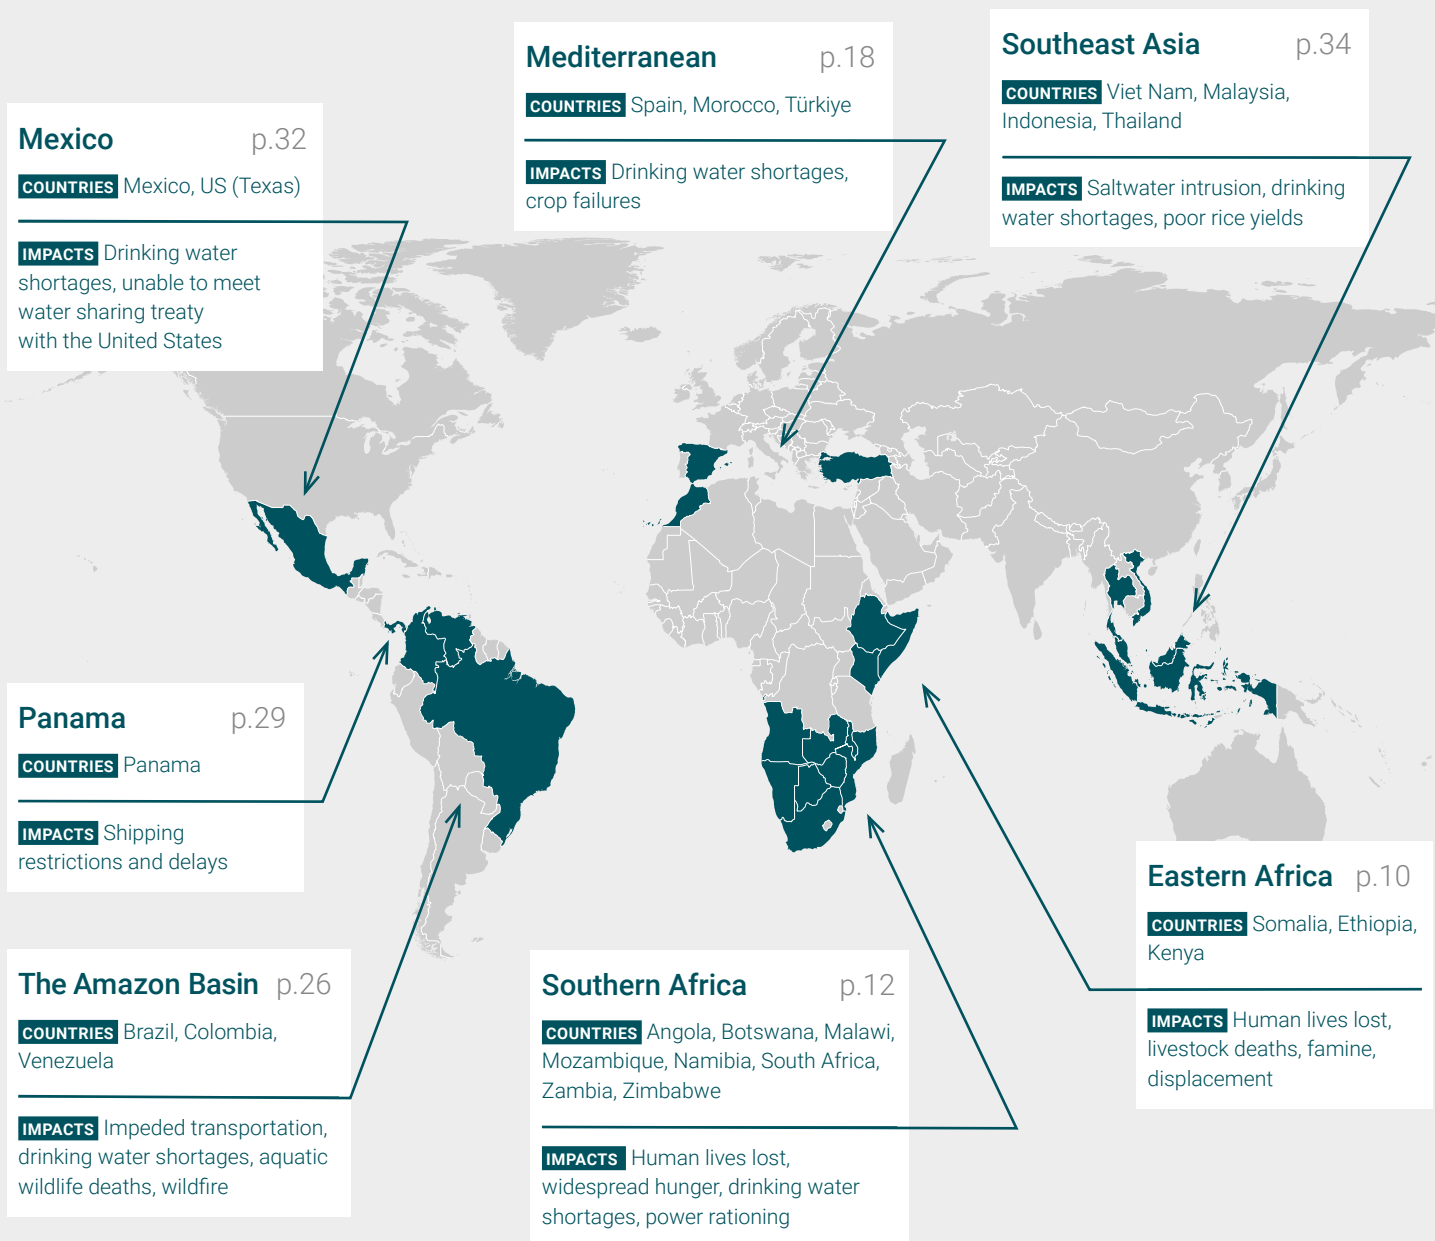 Mexico p.32
COUNTRIES Mexico, US (Texas)
IMPACTS Drinking water
shortages, unable to meet
water sharing treaty
with the United States
Mediterranean p.18
COUNTRIES Spain, Morocco, Türkiye
IMPACTS Drinking water shortages,
crop failures
Southeast Asia p.34
COUNTRIES Viet Nam, Malaysia,
Indonesia, Thailand
IMPACTS Saltwater intrusion, drinking
water shortages, poor rice yields
Panama p.29
COUNTRIES Panama
IMPACTS Shipping
restrictions and delays
The Amazon Basin p.26
COUNTRIES Brazil, Colombia,
Venezuela
IMPACTS Impeded transportation,
drinking water shortages, aquatic
wildlife deaths, wildfire
Southern Africa p.12
COUNTRIES Angola, Botswana, Malawi,
Mozambique, Namibia, South Africa,
Zambia, Zimbabwe
IMPACTS Human lives lost,
widespread hunger, drinking water
shortages, power rationing
Eastern Africa p.10
COUNTRIES Somalia, Ethiopia,
Kenya
IMPACTS Human lives lost,
livestock deaths, famine,
displacement